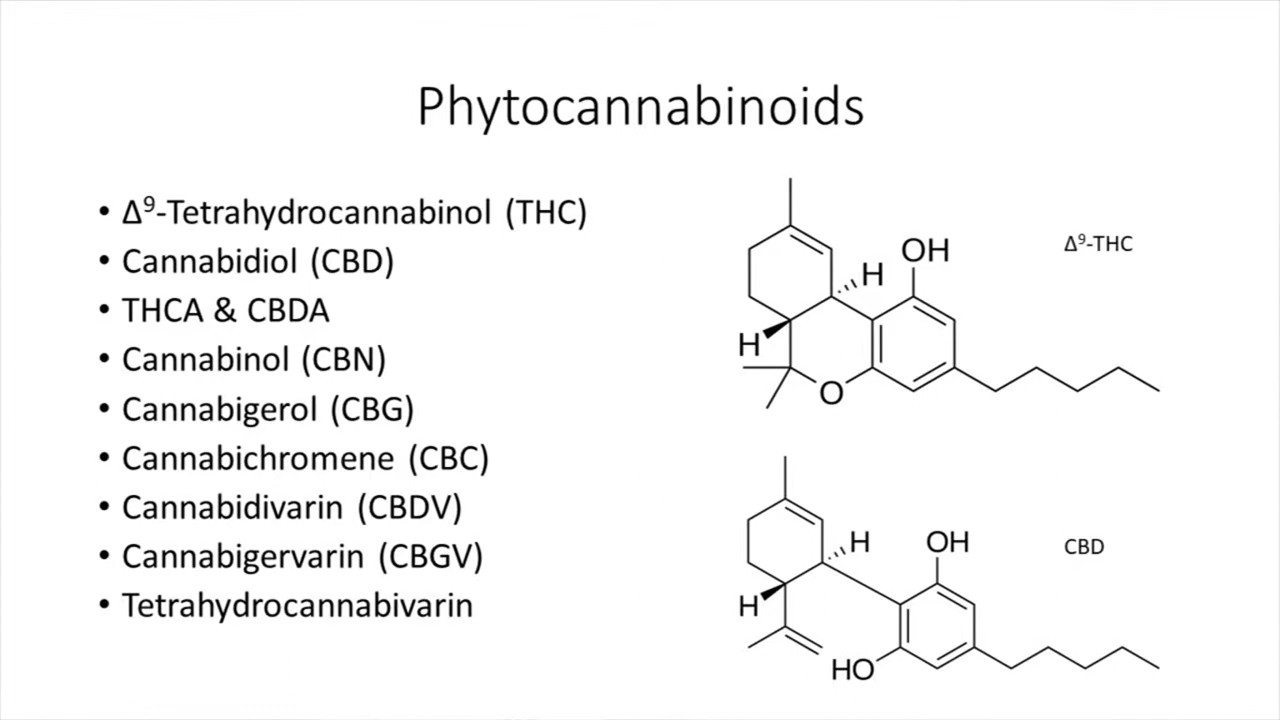 Phytocannabinoids
• Δ⁹-Tetrahydrocannabinol (THC)
• Cannabidiol (CBD)
• THCA & CBDA
• Cannabinol (CBN)
• Cannabigerol (CBG)
• Cannabichromene (CBC)
• Cannabidivarin (CBDV)
• Cannabigervarin (CBGV)
• Tetrahydrocannabivarin
OH
H
H
O
Δ⁹-THC
H
OH
H
HO
CBD